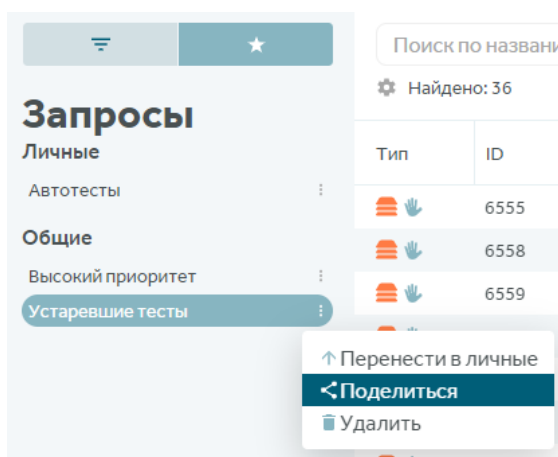 Запросы
Личные
Автотесты
Общие
Высокий приоритет
Устаревшие тесты
Поиск по названи
Найдено: 36
Тип ID
6555
6558
6559
Перенести в личные
Поделиться
Удалить